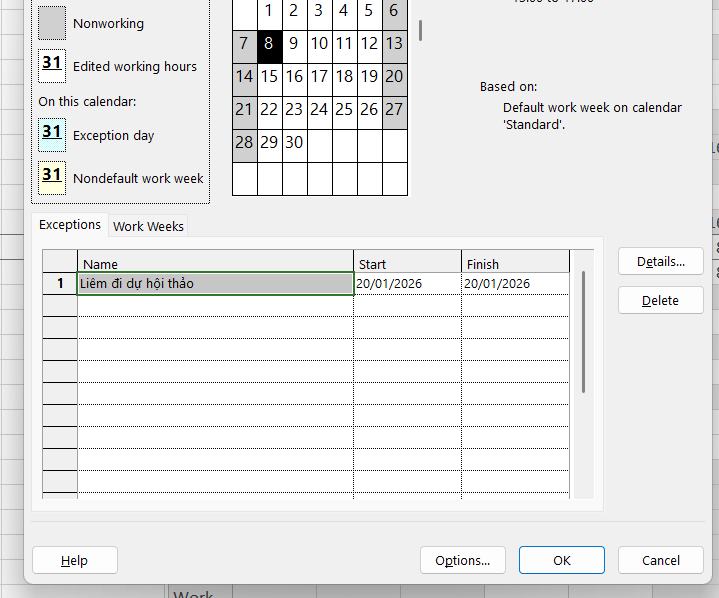 Nonworking
31 Edited working hours
On this calendar:
31 Exception day
31 Nondefault work week
1 2 3 4 5 6
7 8 9 10 11 12 13
14 15 16 17 18 19 20
21 22 23 24 25 26 27
28 29 30
Based on:
Default work week on calendar
'Standard'.
Exceptions Work Weeks
Name Start Finish
1 Liêm đi dự hội thảo 20/01/2026 20/01/2026
Details...
Delete
Help Options... OK Cancel